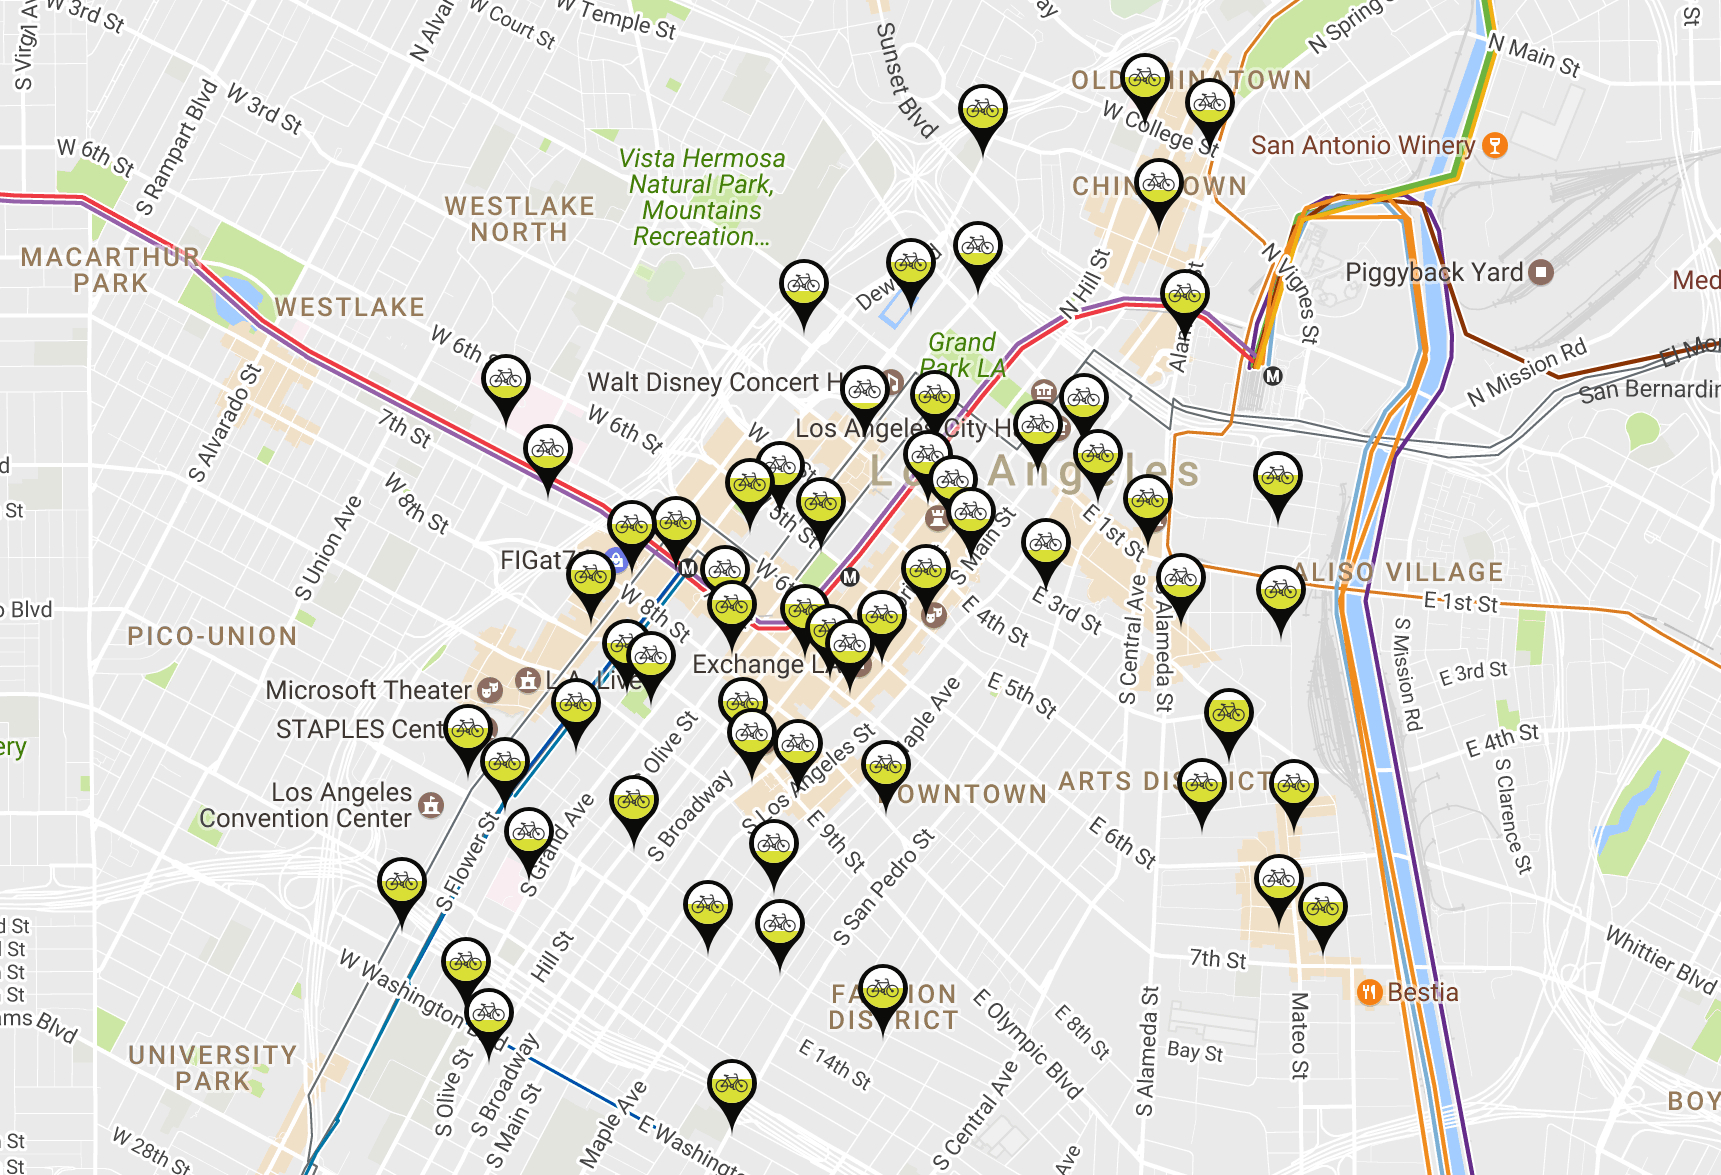 W 3rd St
S Virgil Av
N Alvar
W Court St
W Temple St
ay
N Spring S
St
N Main St
Sunset Blvd
W 3rd St
S Rampart Blvd
W 6th St
OLD CHINATOWN
W College St
San Antonio Winery
Vista Hermosa
Natural Park,
Mountains
Recreation...
WESTLAKE
NORTH
CHINATOWN
MACARTHUR
PARK
WESTLAKE
N Hill St
N Vignes St
Piggyback Yard
Med
W 6th S
Grand
Park LA
N Mission Rd
El Mon
San Bernardin
Walt Disney Concert H
S Alvarado St
7th St
W 6th St
Los Angeles City H
Los Angeles
d
St
W 8th St
5th St
S Union Ave
S Main St
E 1st St
FIGat7
W 6t
M
M
M
ALISO VILLAGE
E 1st St
o Blvd
PICO-UNION
W 8th St
E 3rd St
E 4th St
S Central Ave
S Alameda St
S Mission Rd
Exchange LA
L.A. Live
Microsoft Theater
STAPLES Cent
ery
E 5th St
E 3rd St
E 4th St
S Clarence St
aple Ave
S Olive St
S Broadway
S Los Angeles St
DOWNTOWN
ARTS DISTRICT
Los Angeles
Convention Center
S Flower St
S Grand Ave
E 9th St
S San Pedro St
E 6th St
d St
d St
St
St
ams Blvd
W Washington Blvd
Hill St
7th St
Whittier Blvd
Bestia
FASHION
DISTRICT
E Olympic Blvd
E 8th St
S Alameda St
Bay St
Mateo St
UNIVERSITY
PARK
S Olive St
S Broadway
S Main St
E 14th St
Maple Ave
S Central Ave
BOY
W 28th St
E Washingt
Ave
St
St